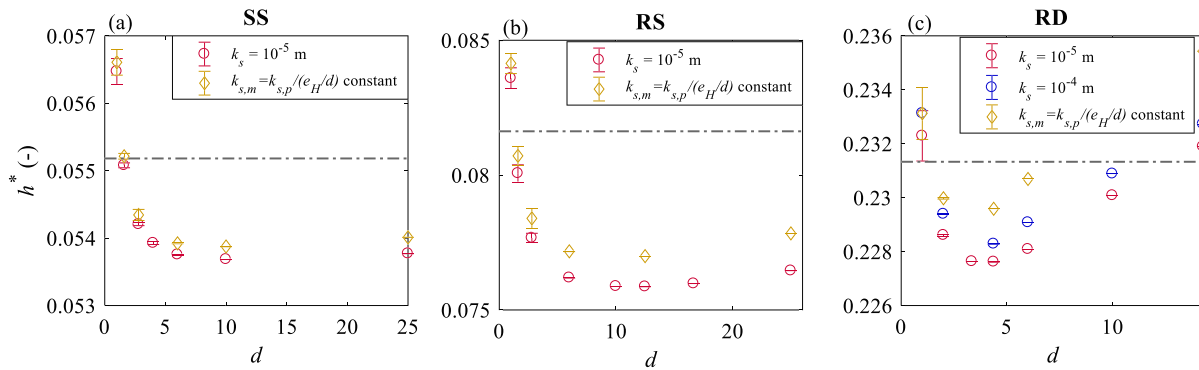 SS
(a)
0.057
0.056
0.055
0.054
0.053
h* (-)
k_s = 10^-5 m
k_s,m=k_s,p/(e_H/d) constant
0 5 10 15 20 25
d
RS
(b)
0.085
0.08
0.075
k_s = 10^-5 m
k_s,m=k_s,p/(e_H/d) constant
0 10 20
d
RD
(c)
0.236
0.234
0.232
0.23
0.228
0.226
k_s = 10^-5 m
k_s = 10^-4 m
k_s,m=k_s,p/(e_H/d) constant
0 5 10
d